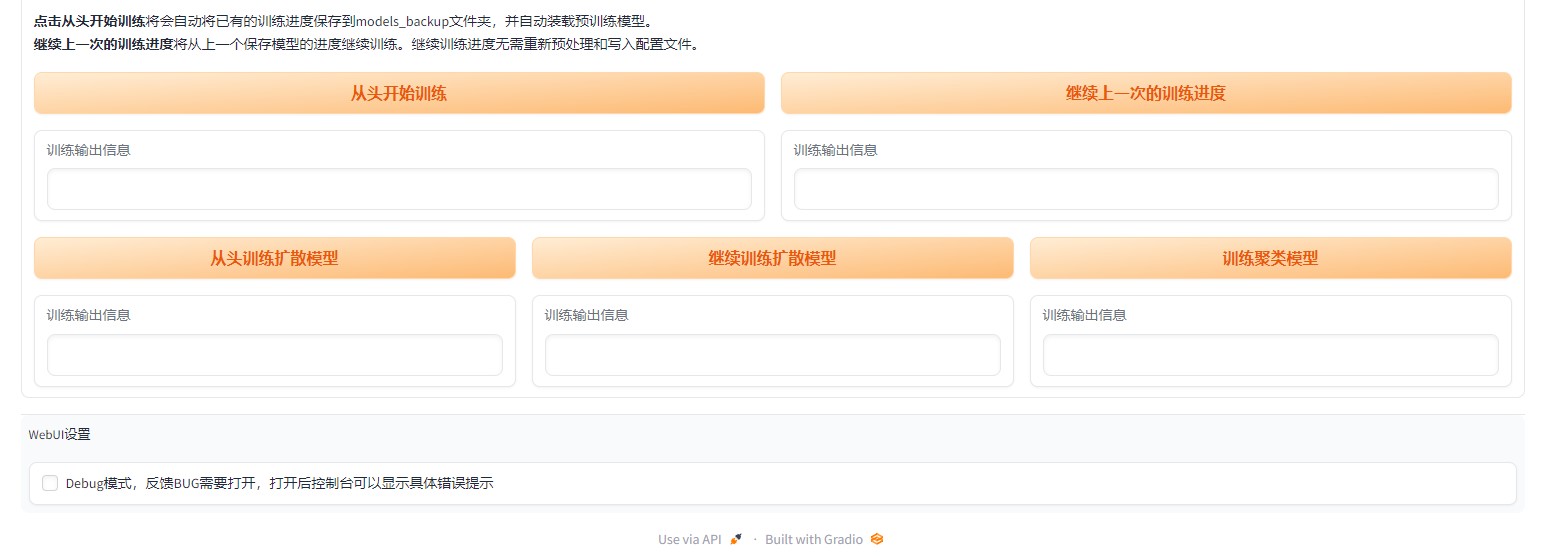 点击从头开始训练将会自动将已有的训练进度保存到models_backup文件夹，并自动装载预训练模型。
继续上一次的训练进度将从上一个保存模型的进度继续训练。继续训练进度无需重新预处理和写入配置文件。
从头开始训练
继续上一次的训练进度
训练输出信息
训练输出信息
从头训练扩散模型
继续训练扩散模型
训练聚类模型
训练输出信息
训练输出信息
训练输出信息
WebUI设置
Debug模式，反馈BUG需要打开，打开后控制台可以显示具体错误提示
Use via API · Built with Gradio